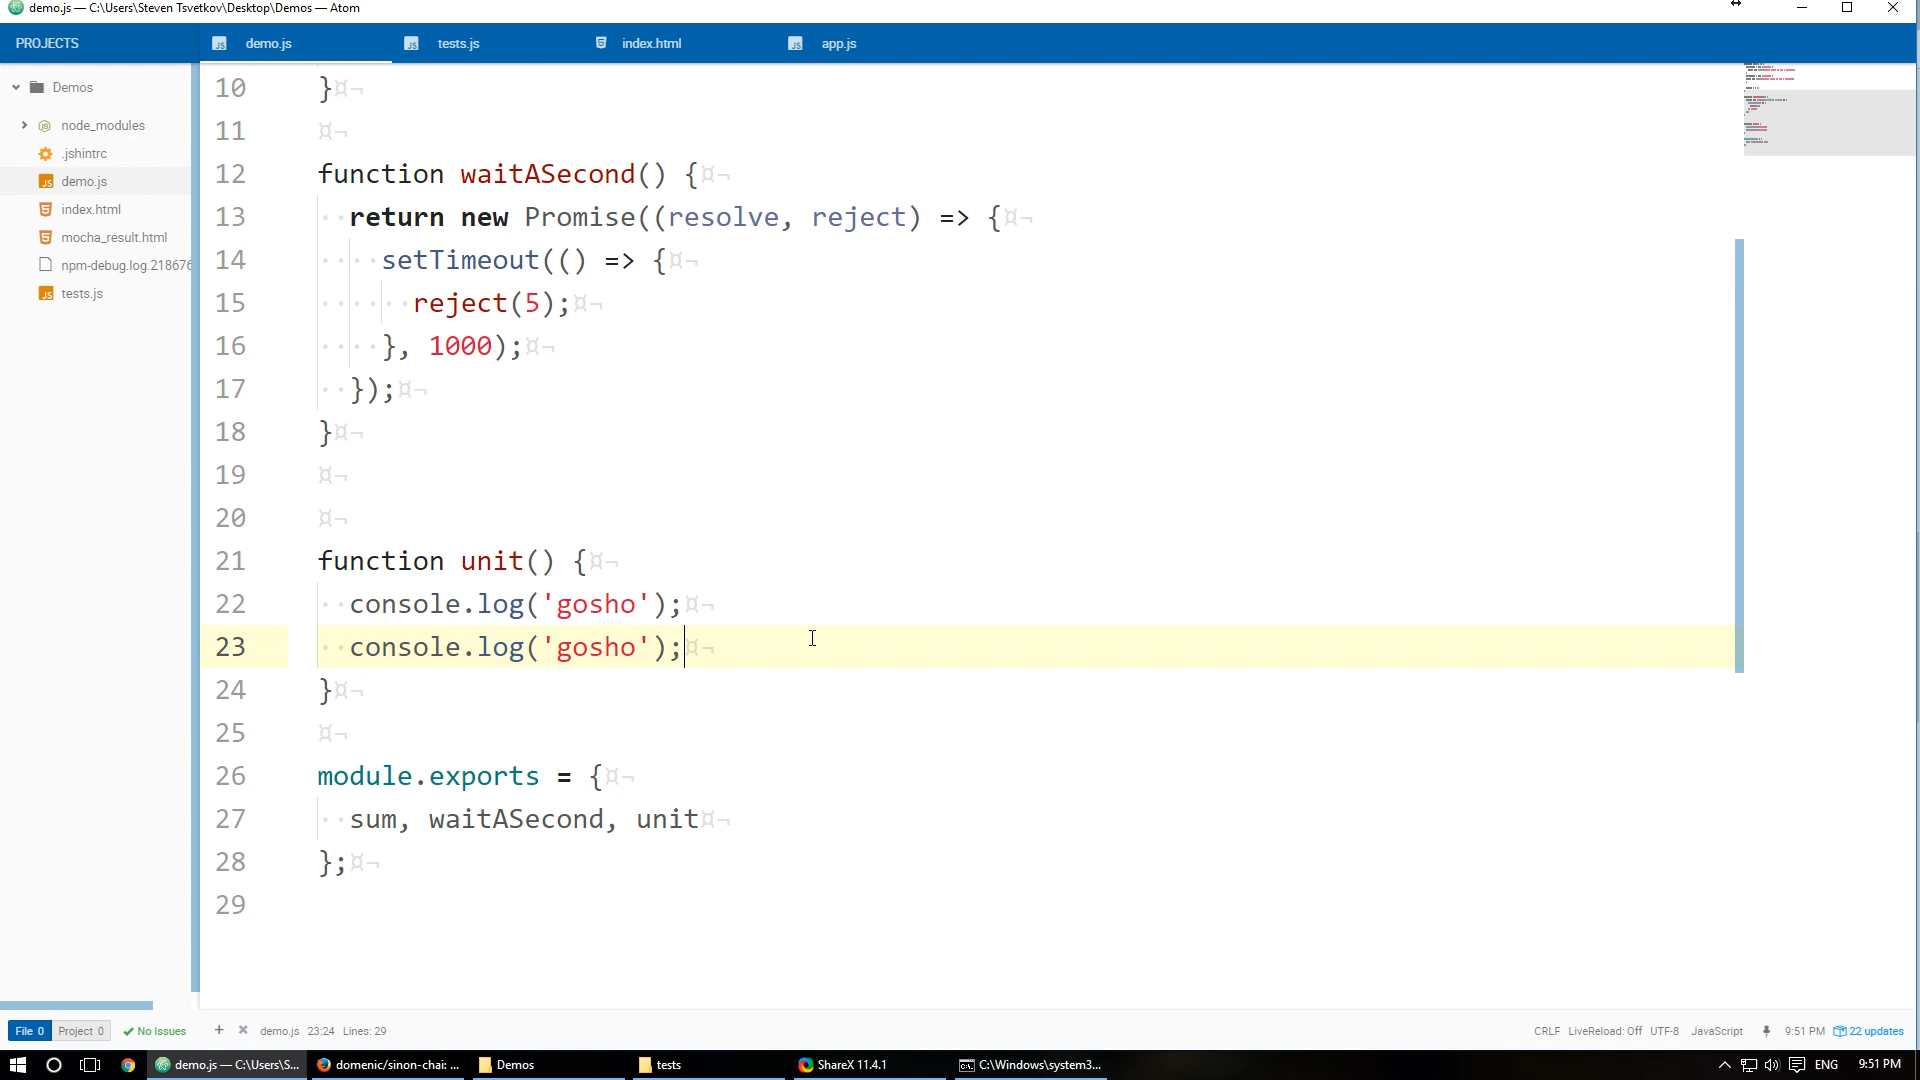 demo.js — C:\Users\Steven Tsvetkov\Desktop\Demos — Atom
PROJECTS
demo.js
tests.js
index.html
app.js
Demos
node_modules
.jshintrc
demo.js
index.html
mocha_result.html
npm-debug.log.218676
tests.js
10 }
11
12 function waitASecond() {
13 return new Promise((resolve, reject) => {
14 setTimeout(() => {
15 reject(5);
16 }, 1000);
17 });
18 }
19
20
21 function unit() {
22 console.log('gosho');
23 console.log('gosho');
24 }
25
26 module.exports = {
27 sum, waitASecond, unit
28 };
29
File 0 Project 0 No Issues + demo.js 23:24 Lines: 29
CRLF LiveReload: Off UTF-8 JavaScript 9:51 PM 22 updates
demo.js — C:\Users\S... domenic/sinon-chai: ... Demos tests ShareX 11.4.1 C:\Windows\system3... ENG 9:51 PM